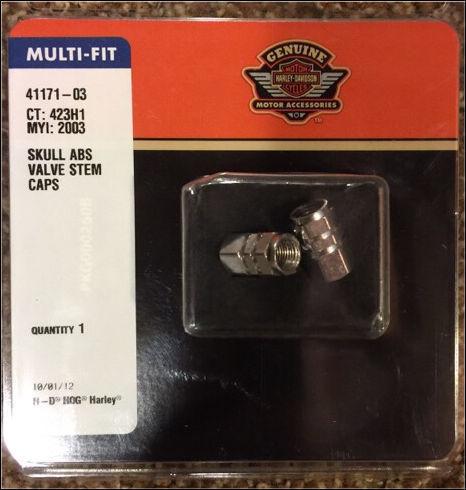 MULTI-FIT
41171-03
CT: 423H1
MYI: 2003
SKULL ABS
VALVE STEM
CAPS
QUANTITY 1
10/01/12
H-D® HOG® Harley®
GENUINE
MOTOR
HARLEY-DAVIDSON
CYCLES
MOTOR ACCESSORIES
TM